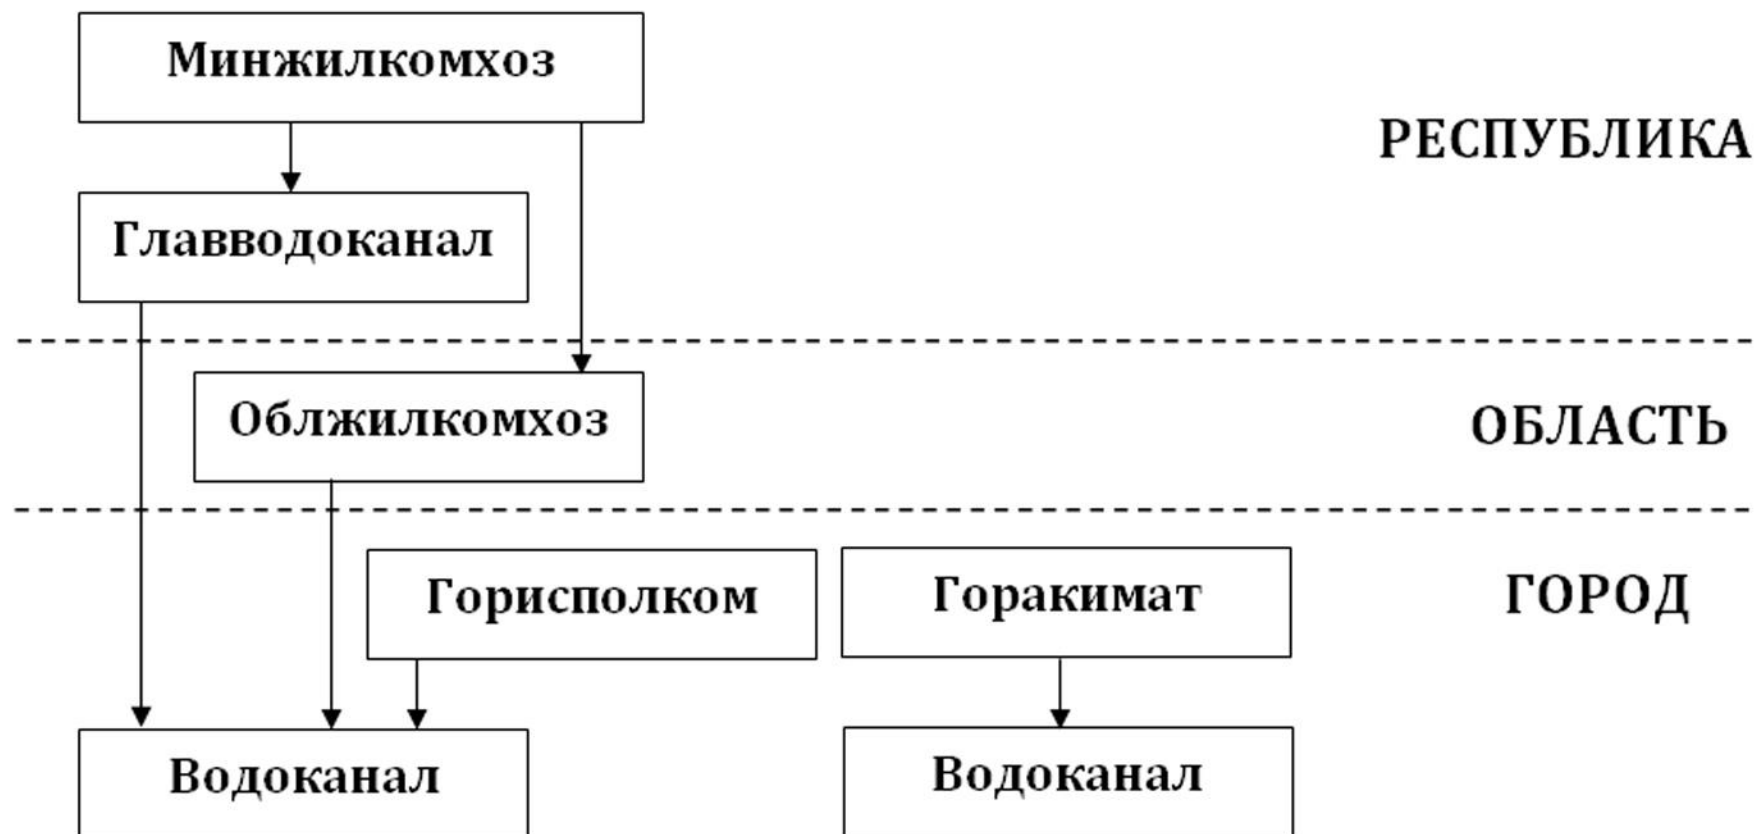 Минжилкомхоз
РЕСПУБЛИКА
Главводоканал
Облжилкомхоз
ОБЛАСТЬ
Горисполком
Горакимат
ГОРОД
Водоканал
Водоканал